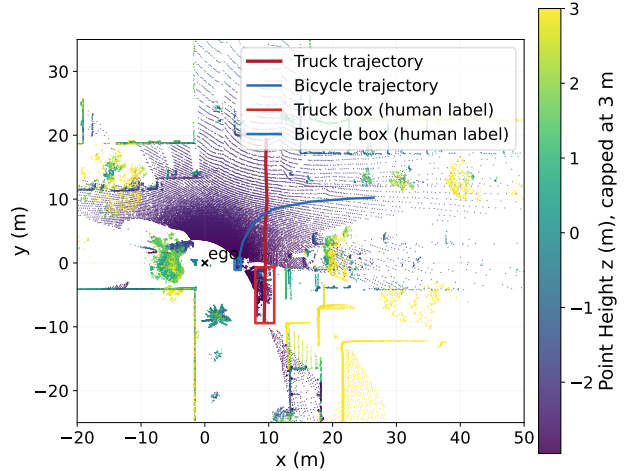 Truck trajectory
Bicycle trajectory
Truck box (human label)
Bicycle box (human label)
ego
y (m)
30
20
10
0
−10
−20
−20
−10
0
10
20
30
40
50
x (m)
3
2
1
0
−1
−2
Point Height z (m), capped at 3 m